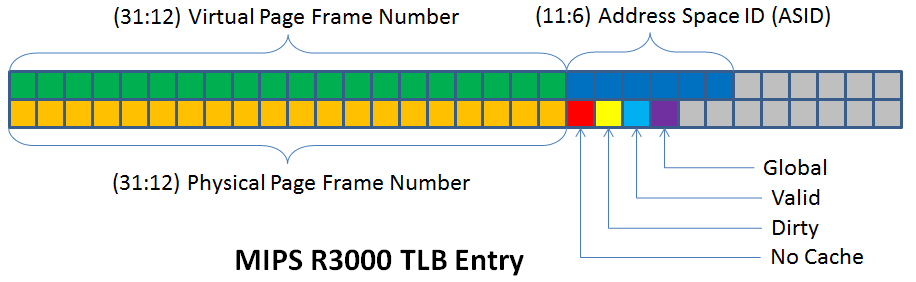 (31:12) Virtual Page Frame Number
(11:6) Address Space ID (ASID)
(31:12) Physical Page Frame Number
Global
Valid
Dirty
No Cache
MIPS R3000 TLB Entry